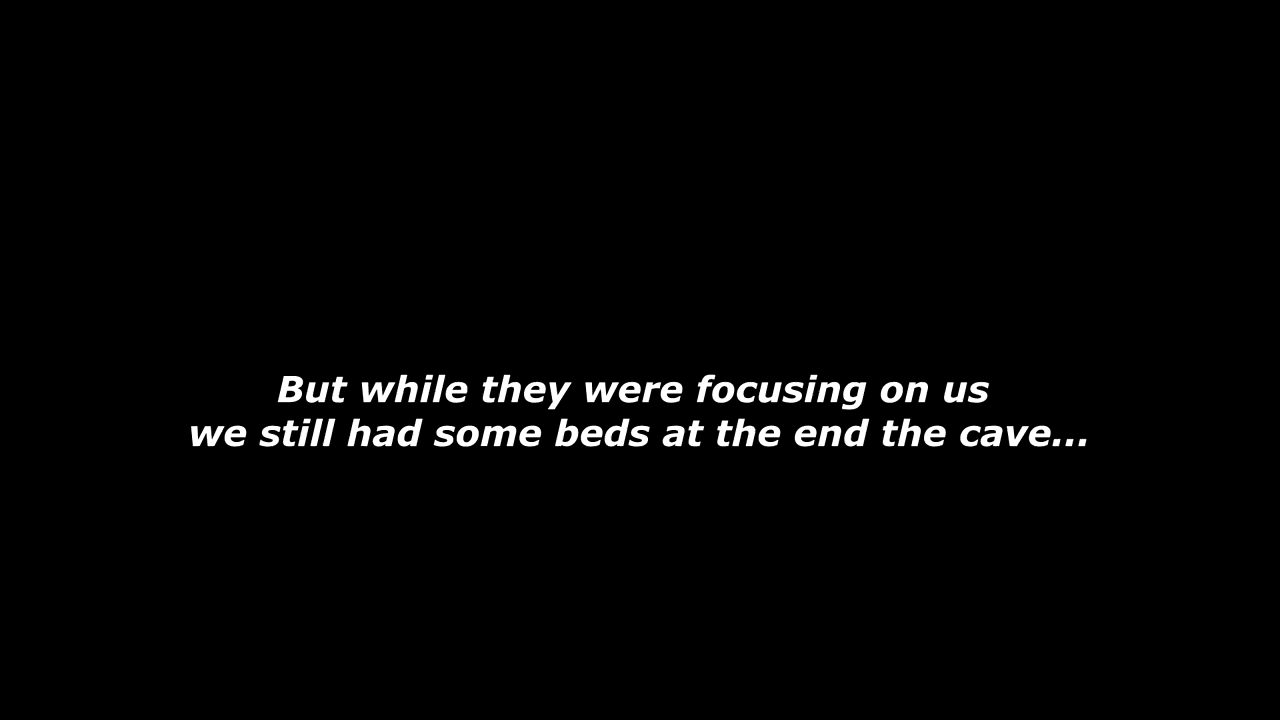 But while they were focusing on us
we still had some beds at the end the cave...